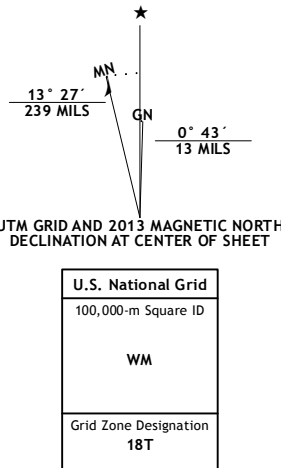 ★
MN
13° 27´
239 MILS
GN
0° 43´
13 MILS
UTM GRID AND 2013 MAGNETIC NORTH
DECLINATION AT CENTER OF SHEET
U.S. National Grid
100,000-m Square ID
WM
Grid Zone Designation
18T